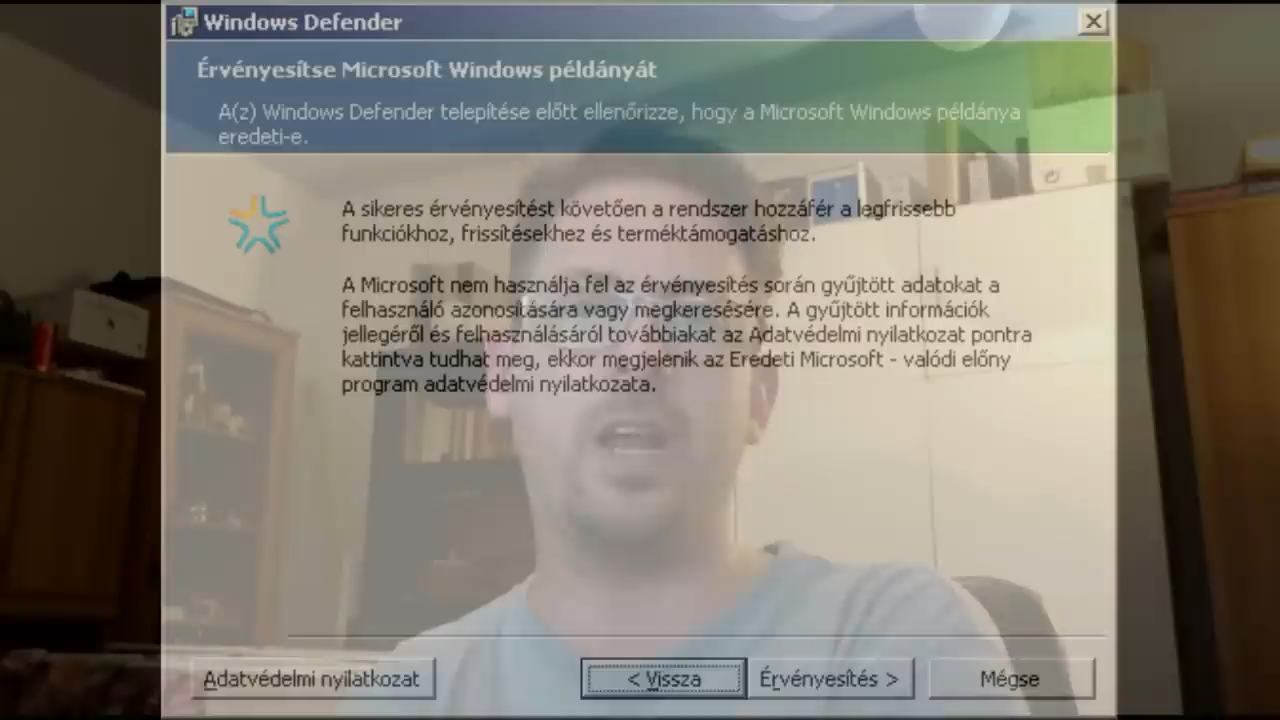 Windows Defender
Érvényesítse Microsoft Windows példányát
A(z) Windows Defender telepítése előtt ellenőrizze, hogy a Microsoft Windows példánya
eredeti-e.
A sikeres érvényesítést követően a rendszer hozzáfér a legfrissebb
funkciókhoz, frissítésekhez és terméktámogatáshoz.
A Microsoft nem használja fel az érvényesítés során gyűjtött adatokat a
felhasználó azonosítására vagy megkeresésére. A gyűjtött információk
jellegéről és felhasználásáról továbbiakat az Adatvédelmi nyilatkozat pontra
kattintva tudhat meg, ekkor megjelenik az Eredeti Microsoft - valódi előny
program adatvédelmi nyilatkozata.
Adatvédelmi nyilatkozat
< Vissza
Érvényesítés >
Mégse